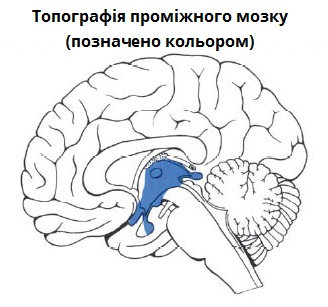 Топографія проміжного мозку
(позначено кольором)